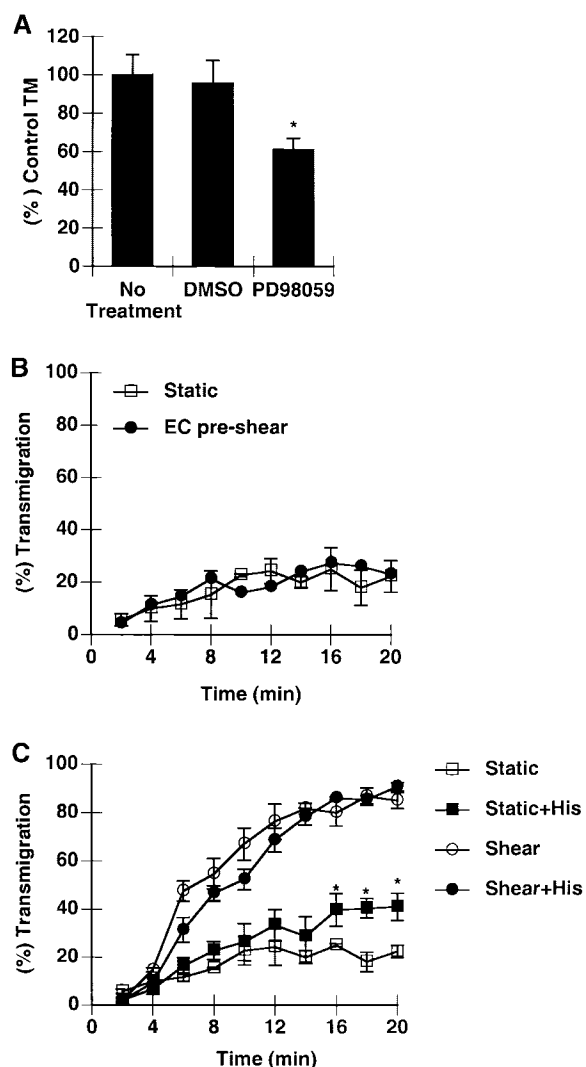 A
120
100
80
60
40
20
0
(%) Control TM
*
No Treatment
DMSO
PD98059
B
100
80
60
40
20
0
(%) Transmigration
Static
EC pre-shear
0 4 8 12 16 20
Time (min)
C
100
80
60
40
20
0
(%) Transmigration
* * *
Static
Static+His
Shear
Shear+His
0 4 8 12 16 20
Time (min)